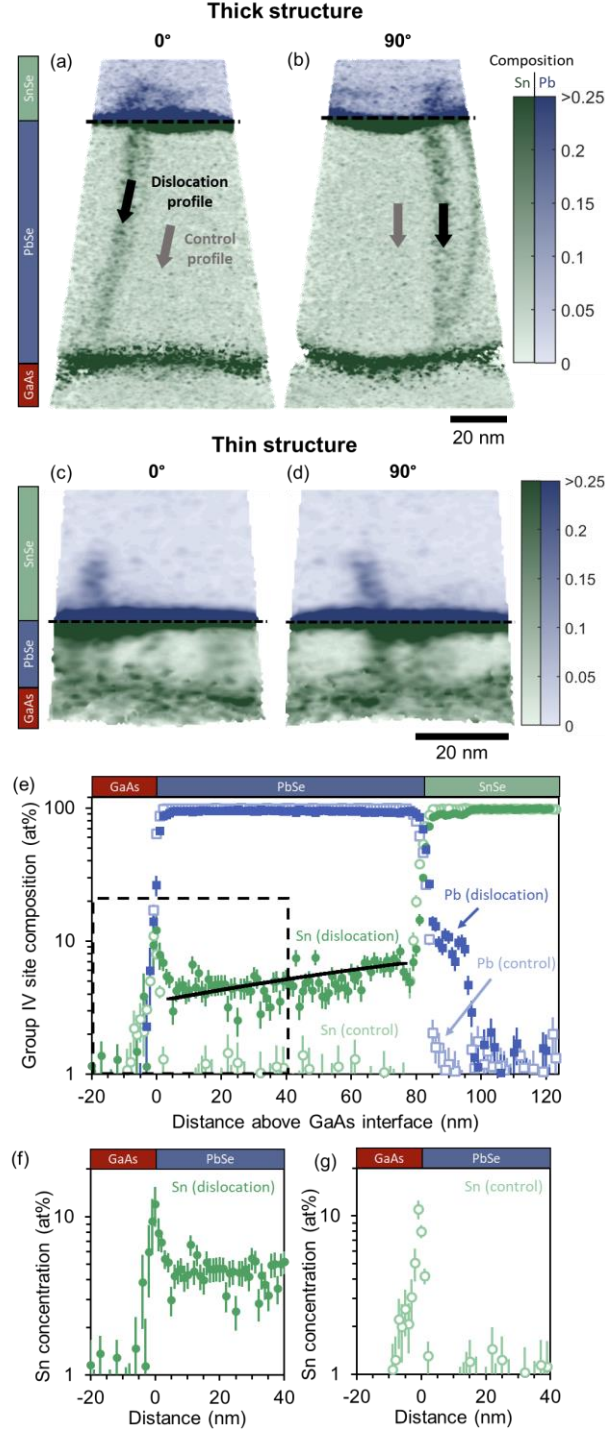 Thick structure
0°
90°
Composition
Sn Pb
(a)
(b)
>0.25
0.2
0.15
0.1
0.05
0
SnSe
PbSe
GaAs
Dislocation
profile
Control
profile
20 nm
Thin structure
(c)
0°
(d)
90°
>0.25
0.2
0.15
0.1
0.05
0
SnSe
PbSe
GaAs
20 nm
(e)
GaAs
PbSe
SnSe
Group IV site composition (at%)
100
10
1
Pb (dislocation)
Sn (dislocation)
Pb (control)
Sn (control)
-20 0 20 40 60 80 100 120
Distance above GaAs interface (nm)
(f)
GaAs
PbSe
Sn (dislocation)
Sn concentration (at%)
10
1
-20 0 20 40
Distance (nm)
(g)
GaAs
PbSe
Sn (control)
Sn concentration (at%)
10
1
-20 0 20 40
Distance (nm)